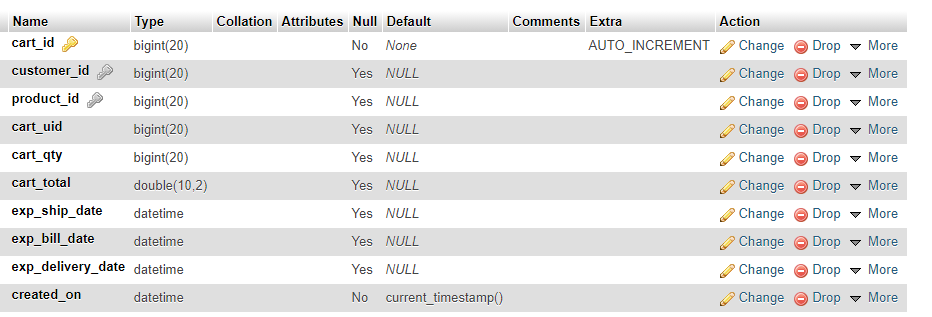 Name Type Collation Attributes Null Default Comments Extra Action
cart_id bigint(20) No None AUTO_INCREMENT Change Drop More
customer_id bigint(20) Yes NULL Change Drop More
product_id bigint(20) Yes NULL Change Drop More
cart_uid bigint(20) Yes NULL Change Drop More
cart_qty bigint(20) Yes NULL Change Drop More
cart_total double(10,2) Yes NULL Change Drop More
exp_ship_date datetime Yes NULL Change Drop More
exp_bill_date datetime Yes NULL Change Drop More
exp_delivery_date datetime Yes NULL Change Drop More
created_on datetime No current_timestamp() Change Drop More